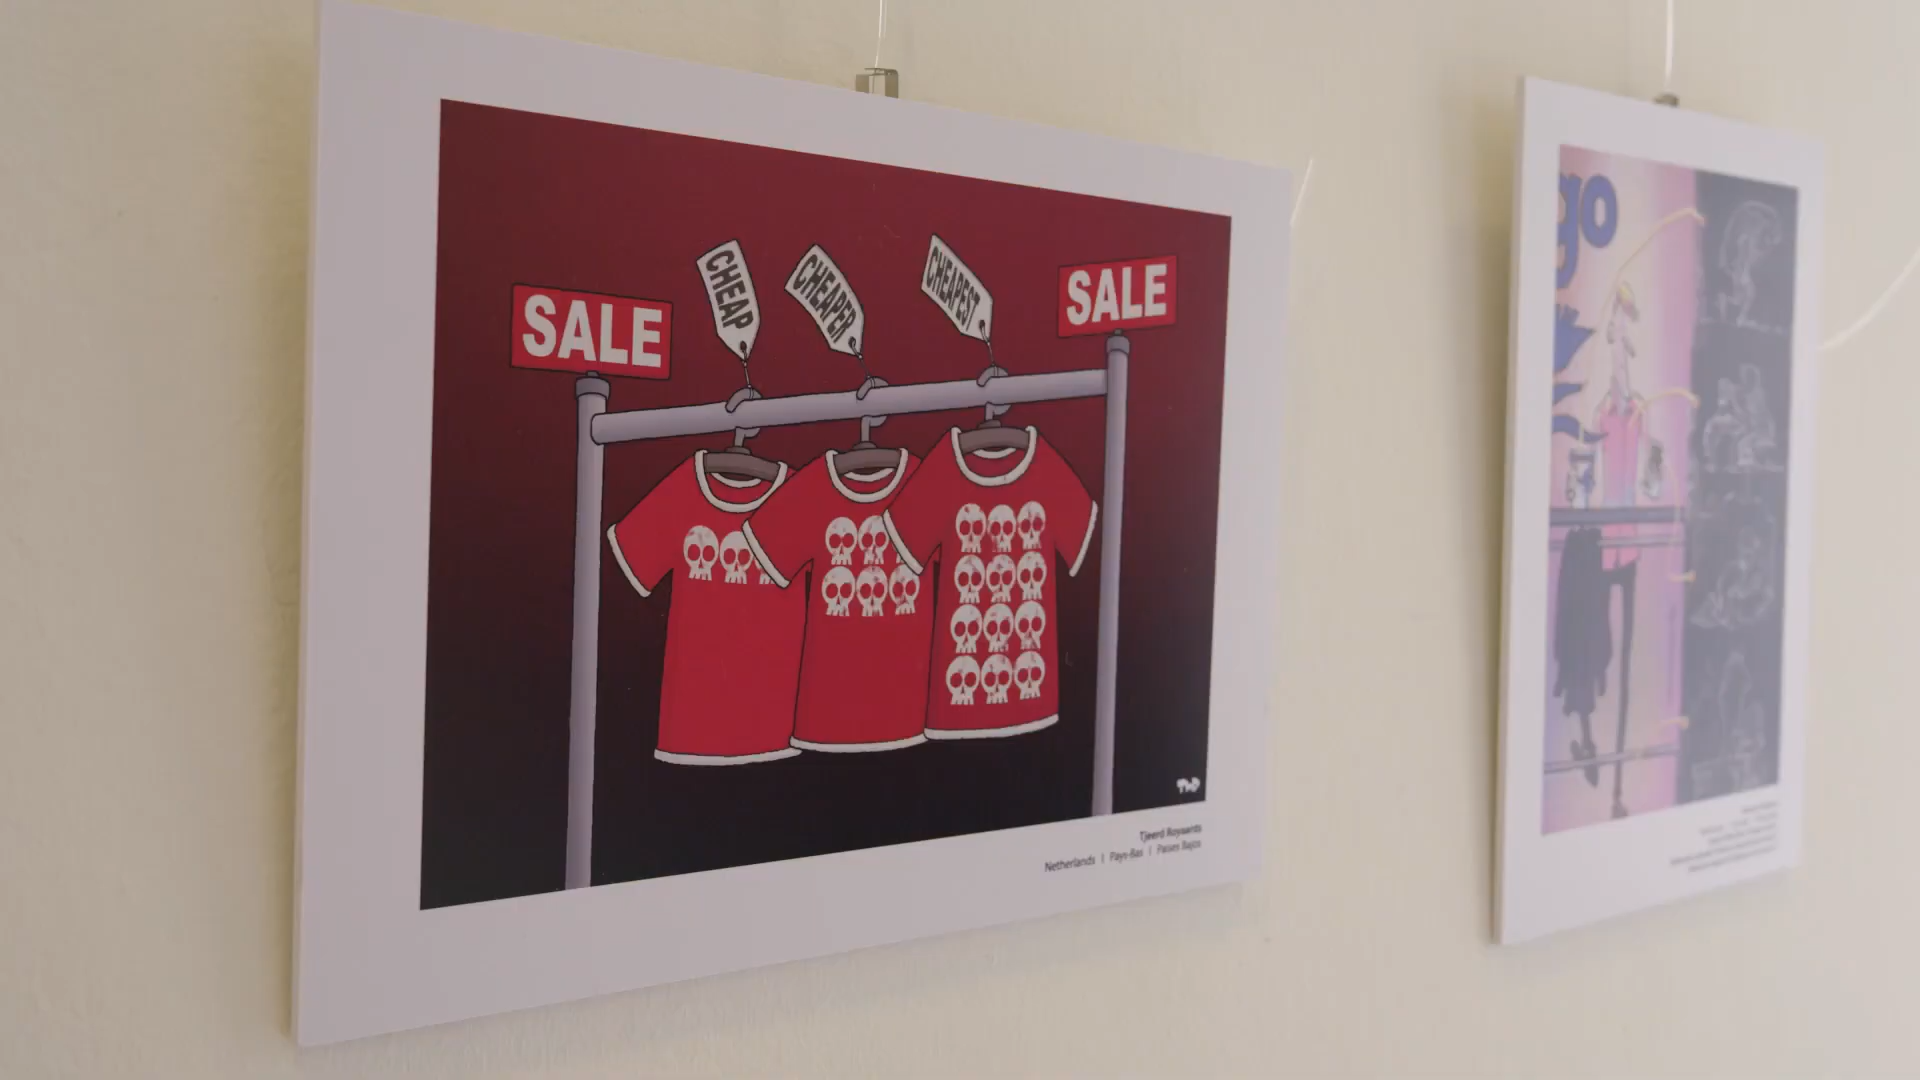 SALE
CHEAP
CHEAPER
CHEAPEST
SALE
Tjeerd Royaards
Netherlands | Pays-Bas | Países Bajos
go